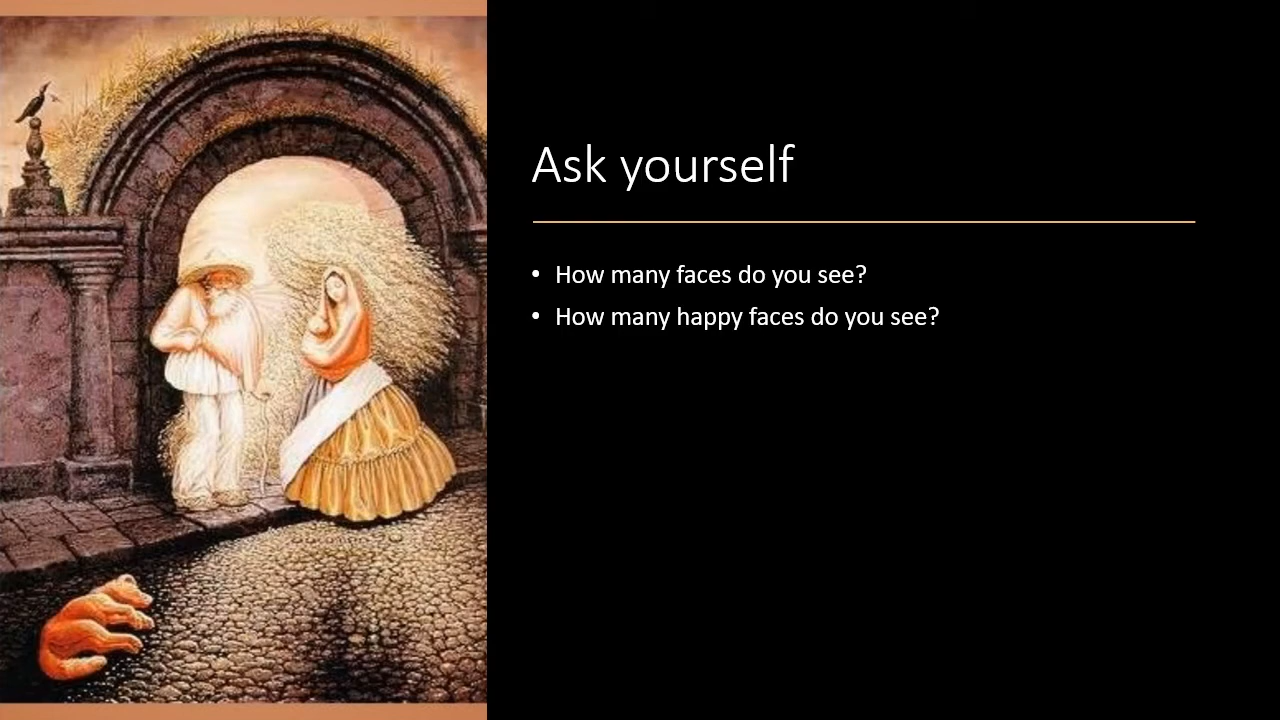 Ask yourself
• How many faces do you see?
• How many happy faces do you see?